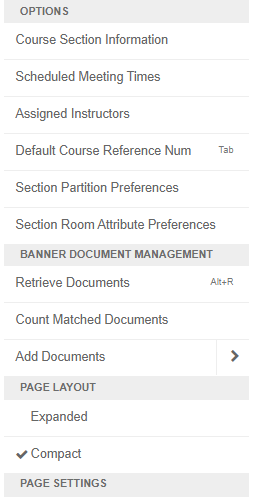 OPTIONS
Course Section Information
Scheduled Meeting Times
Assigned Instructors
Default Course Reference Num Tab
Section Partition Preferences
Section Room Attribute Preferences
BANNER DOCUMENT MANAGEMENT
Retrieve Documents Alt+R
Count Matched Documents
Add Documents
PAGE LAYOUT
Expanded
Compact
PAGE SETTINGS